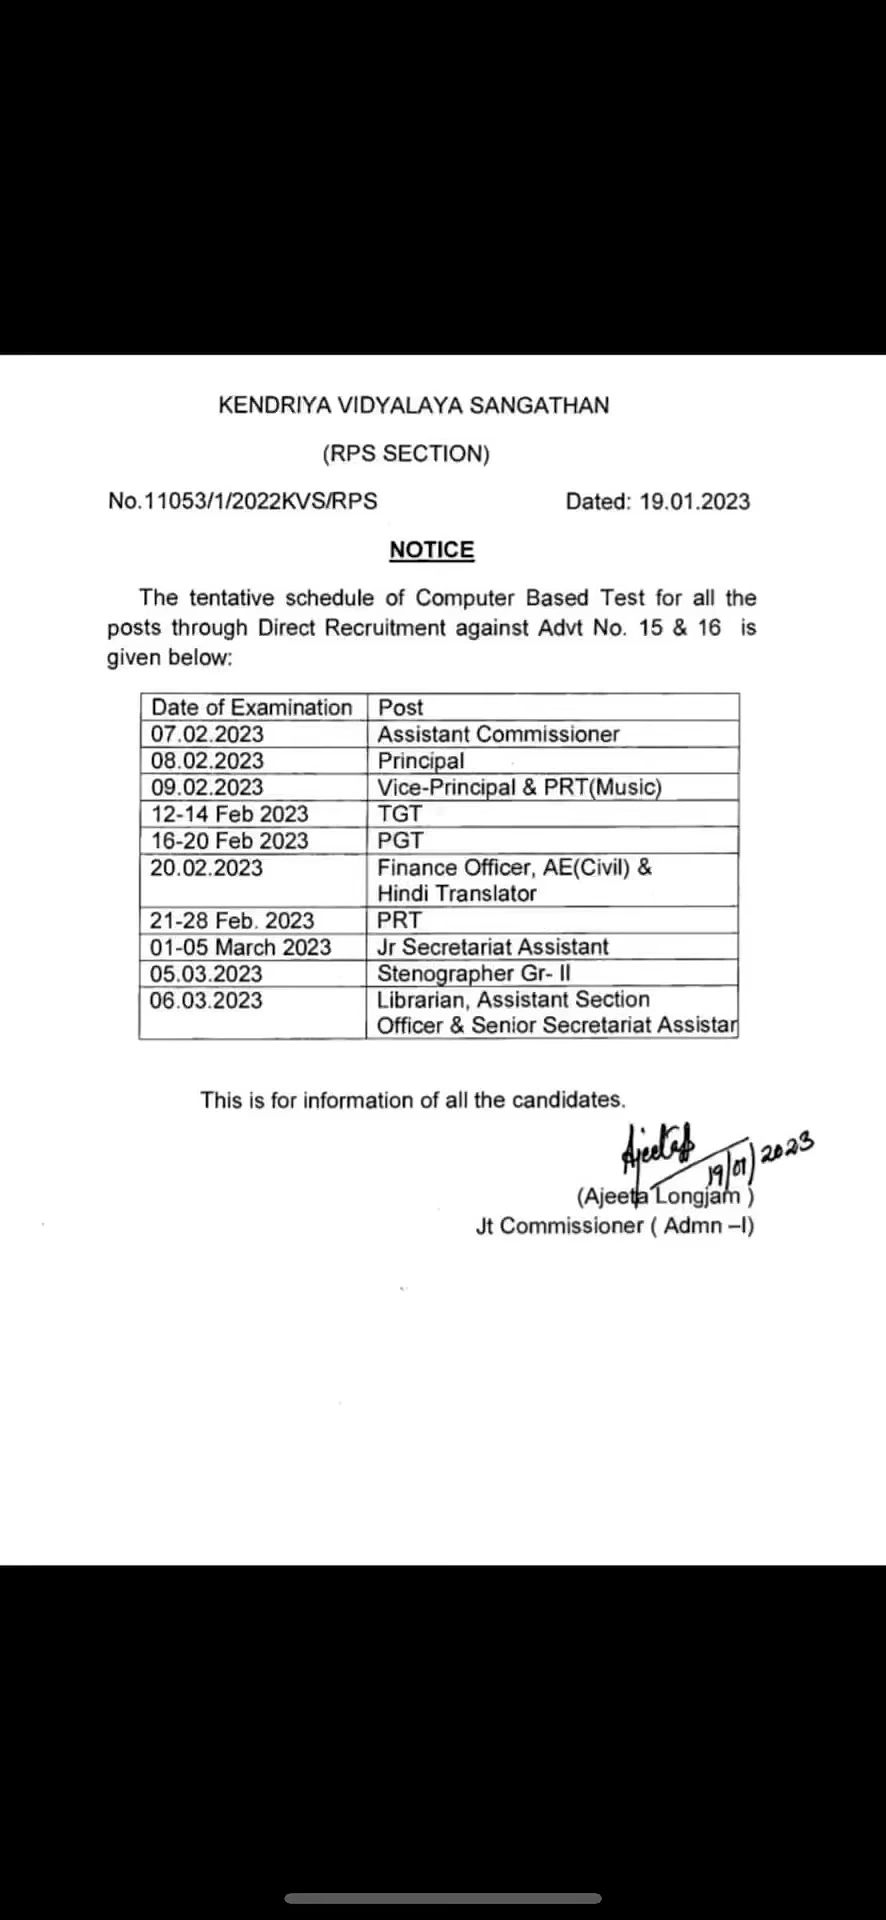 KENDRIYA VIDYALAYA SANGATHAN
(RPS SECTION)
No.11053/1/2022KVS/RPS Dated: 19.01.2023
NOTICE
The tentative schedule of Computer Based Test for all the
posts through Direct Recruitment against Advt No. 15 & 16 is
given below:
Date of Examination Post
07.02.2023 Assistant Commissioner
08.02.2023 Principal
09.02.2023 Vice-Principal & PRT(Music)
12-14 Feb 2023 TGT
16-20 Feb 2023 PGT
20.02.2023 Finance Officer, AE(Civil) &
Hindi Translator
21-28 Feb. 2023 PRT
01-05 March 2023 Jr Secretariat Assistant
05.03.2023 Stenographer Gr- II
06.03.2023 Librarian, Assistant Section
Officer & Senior Secretariat Assistan
This is for information of all the candidates.
19/01/2023
(Ajeeta Longjam )
Jt Commissioner ( Admn –I)